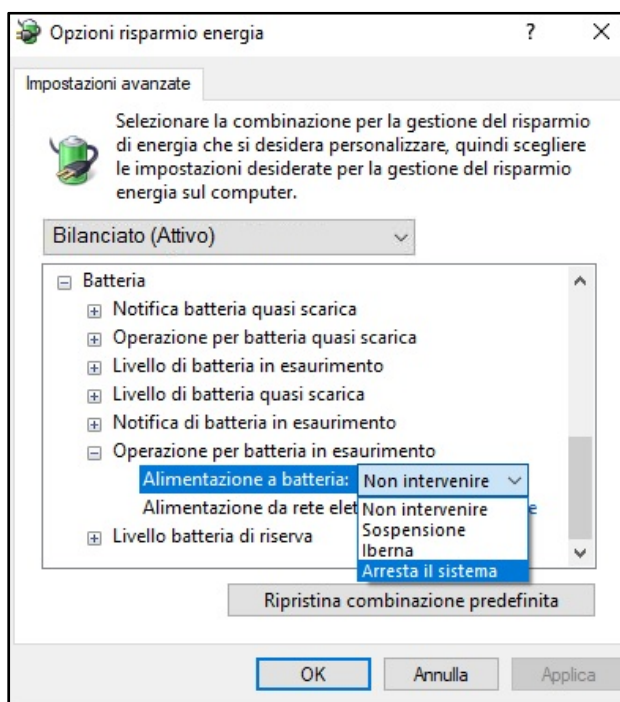 Opzioni risparmio energia
?
Impostazioni avanzate
Selezionare la combinazione per la gestione del risparmio
di energia che si desidera personalizzare, quindi scegliere
le impostazioni desiderate per la gestione del risparmio
energia sul computer.
Bilanciato (Attivo)
Batteria
Notifica batteria quasi scarica
Operazione per batteria quasi scarica
Livello di batteria in esaurimento
Livello di batteria quasi scarica
Notifica di batteria in esaurimento
Operazione per batteria in esaurimento
Alimentazione a batteria: Non intervenire
Alimentazione da rete elet Non intervenire e
Sospensione
Livello batteria di riserva Iberna
Arresta il sistema
Ripristina combinazione predefinita
OK Annulla Applica